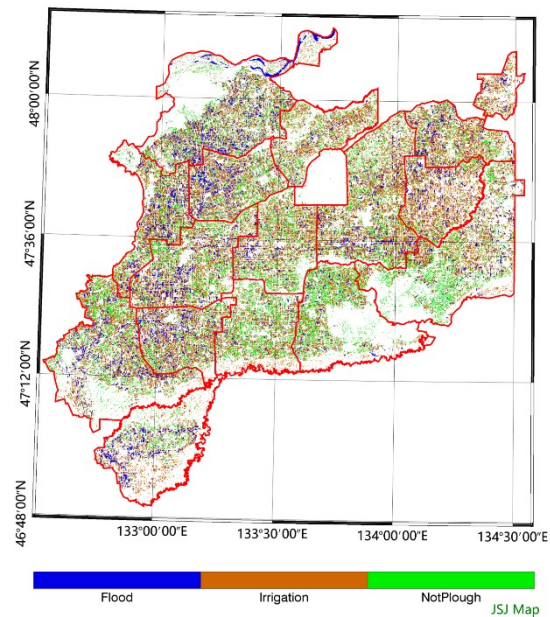 48°00′00″N
47°36′00″N
47°12′00″N
46°48′00″N
133°00′00″E
133°30′00″E
134°00′00″E
134°30′00″E
Flood
Irrigation
NotPlough
JSJ Map